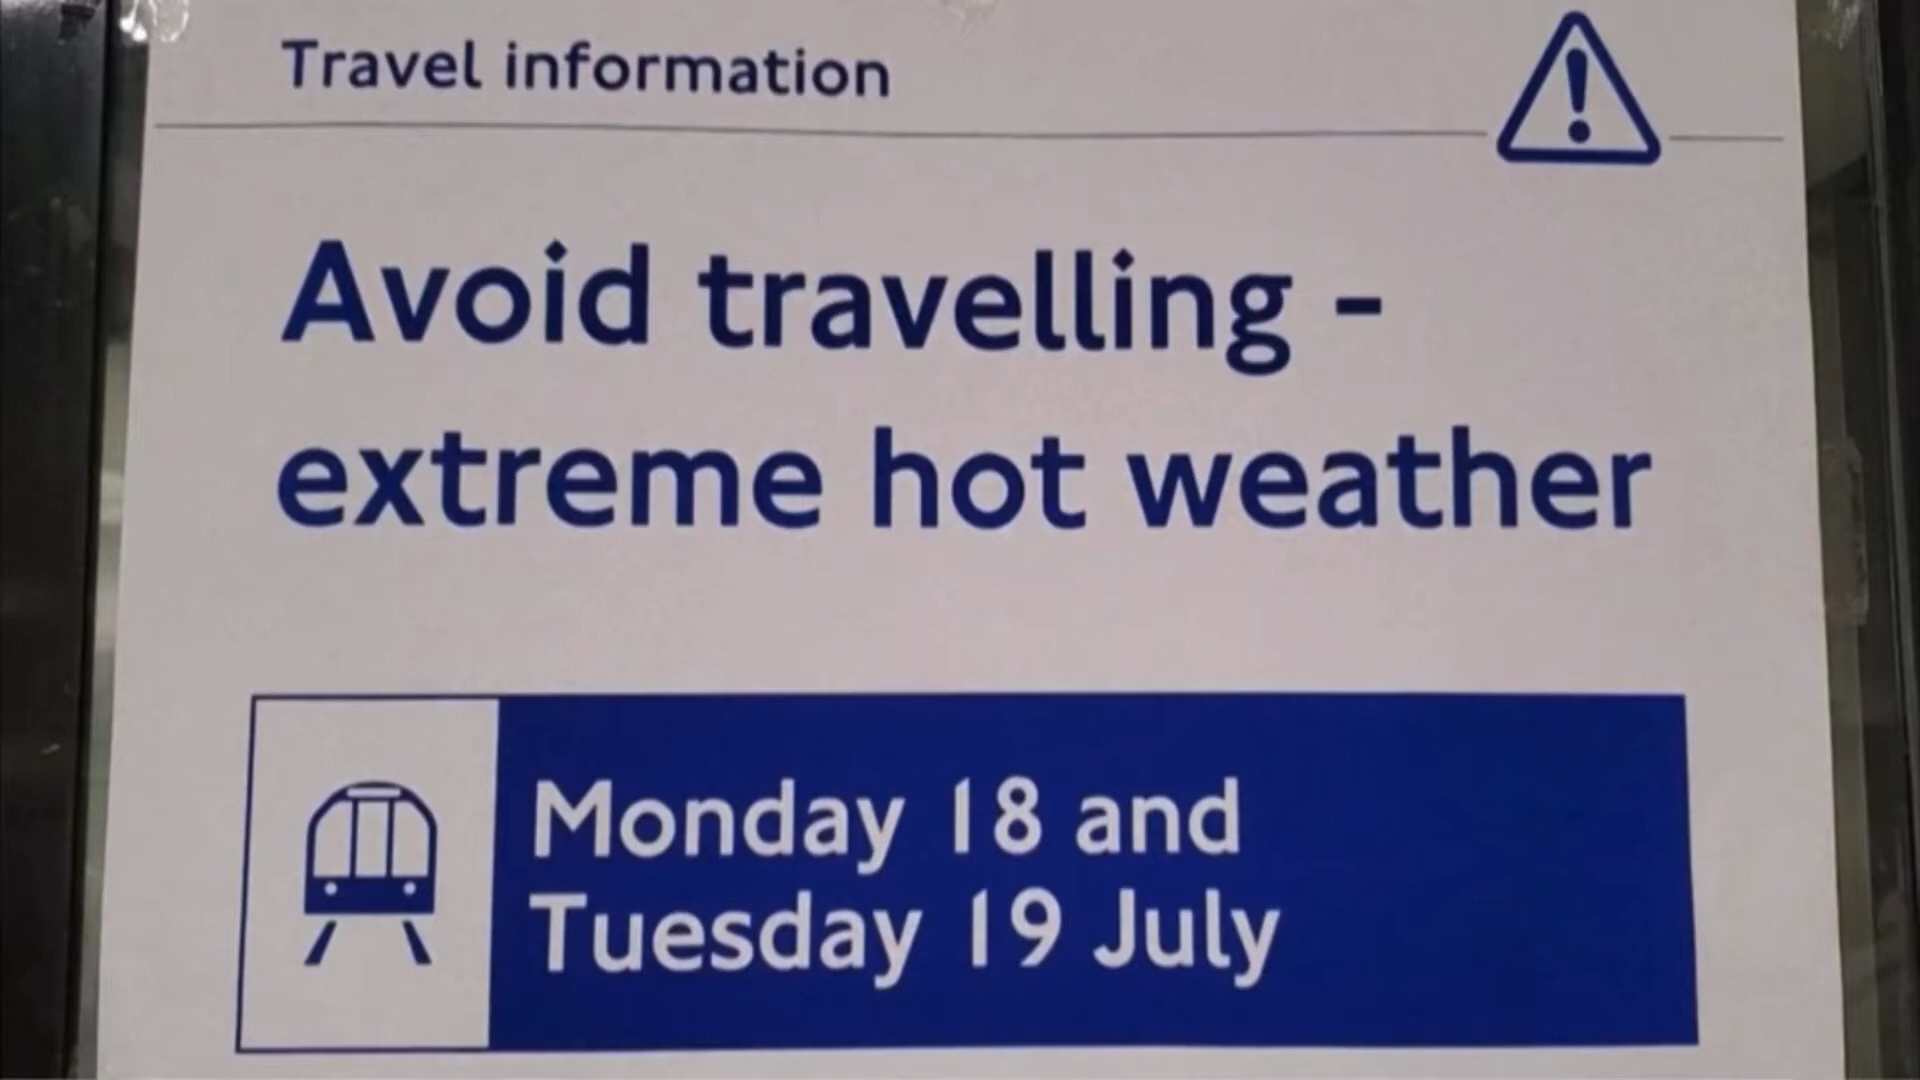 Travel information
Avoid travelling -
extreme hot weather
Monday 18 and
Tuesday 19 July